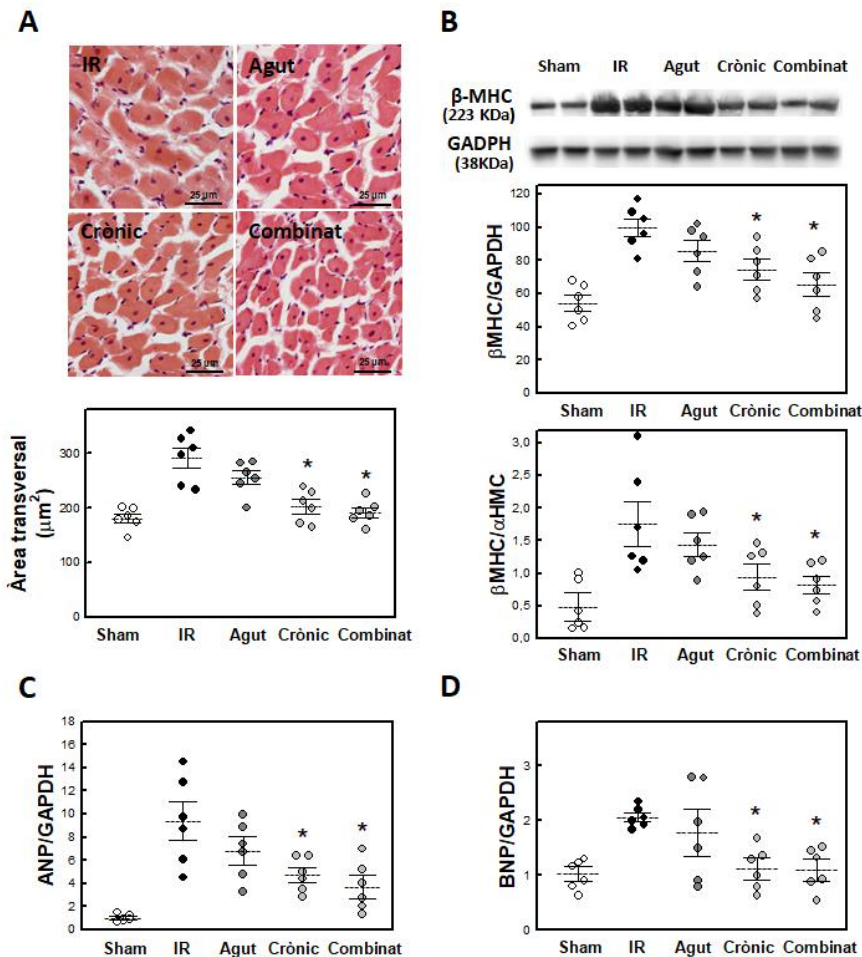 A
IR
Agut
25 µm
25 µm
Crònic
Combinat
25 µm
25 µm
Àrea transversal
(µm²)
300
200
100
0
*
*
Sham IR Agut Crònic Combinat
B
Sham IR Agut Crònic Combinat
β-MHC
(223 KDa)
GADPH
(38KDa)
βMHC/GAPDH
120
100
80
60
40
20
0
*
*
Sham IR Agut Crònic Combinat
βMHC/αHMC
3,0
2,5
2,0
1,5
1,0
0,5
0,0
*
*
Sham IR Agut Crònic Combinat
C
ANP/GAPDH
18
16
14
12
10
8
6
4
2
0
*
*
Sham IR Agut Crònic Combinat
D
BNP/GAPDH
3
2
1
0
*
*
Sham IR Agut Crònic Combinat